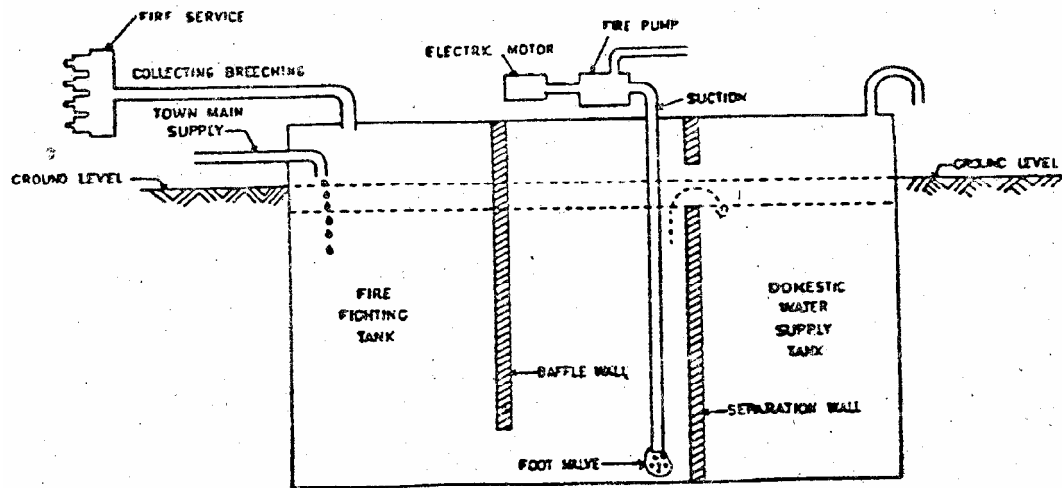 FIRE SERVICE
COLLECTING BREECHING
TOWN MAIN
SUPPLY
GROUND LEVEL
ELECTRIC MOTOR
FIRE PUMP
SUCTION
GROUND LEVEL
FIRE
FIGHTING
TANK
BAFFLE WALL
FOOT VALVE
DOMESTIC
WATER
SUPPLY
TANK
SEPARATION WALL